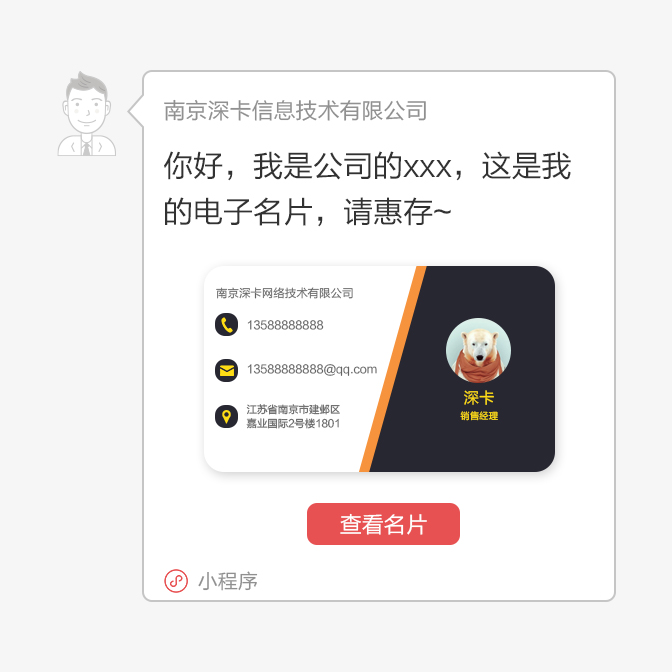 南京深卡信息技术有限公司
你好，我是公司的xxx，这是我
的电子名片，请惠存~
南京深卡网络技术有限公司
13588888888
13588888888@qq.com
江苏省南京市建邺区
嘉业国际2号楼1801
深卡
销售经理
查看名片
小程序